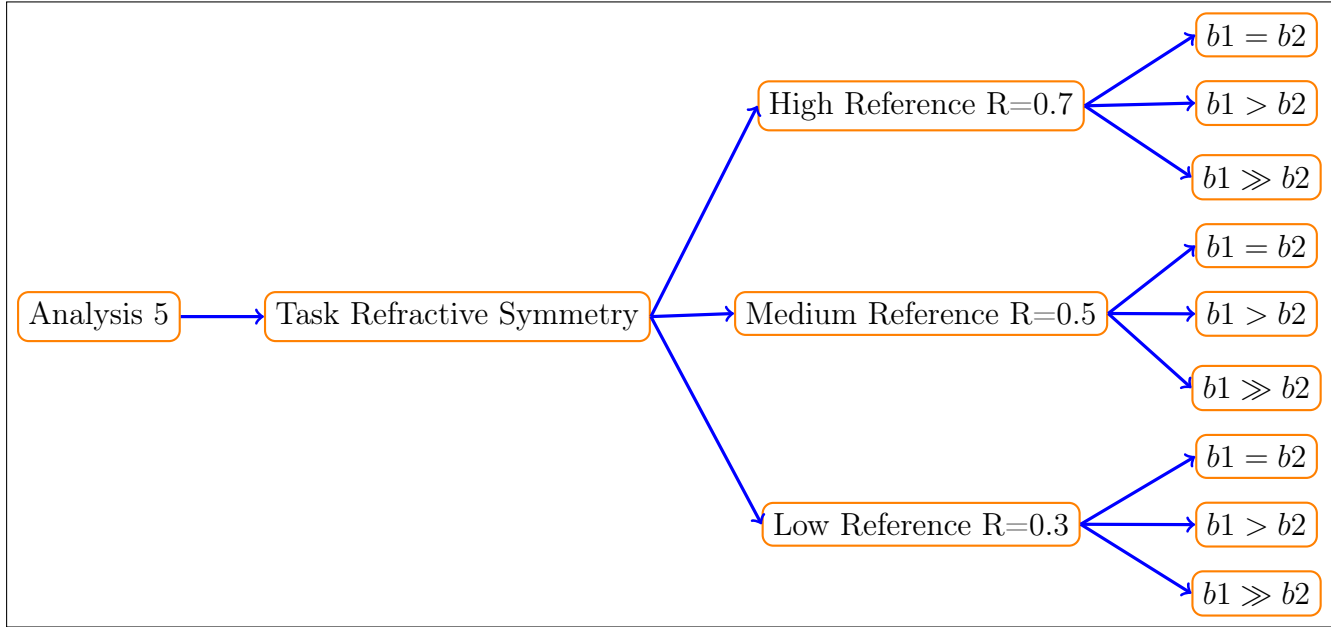 Analysis 5
Task Refractive Symmetry
High Reference R=0.7
b1 = b2
b1 > b2
b1 ≫ b2
Medium Reference R=0.5
b1 = b2
b1 > b2
b1 ≫ b2
Low Reference R=0.3
b1 = b2
b1 > b2
b1 ≫ b2